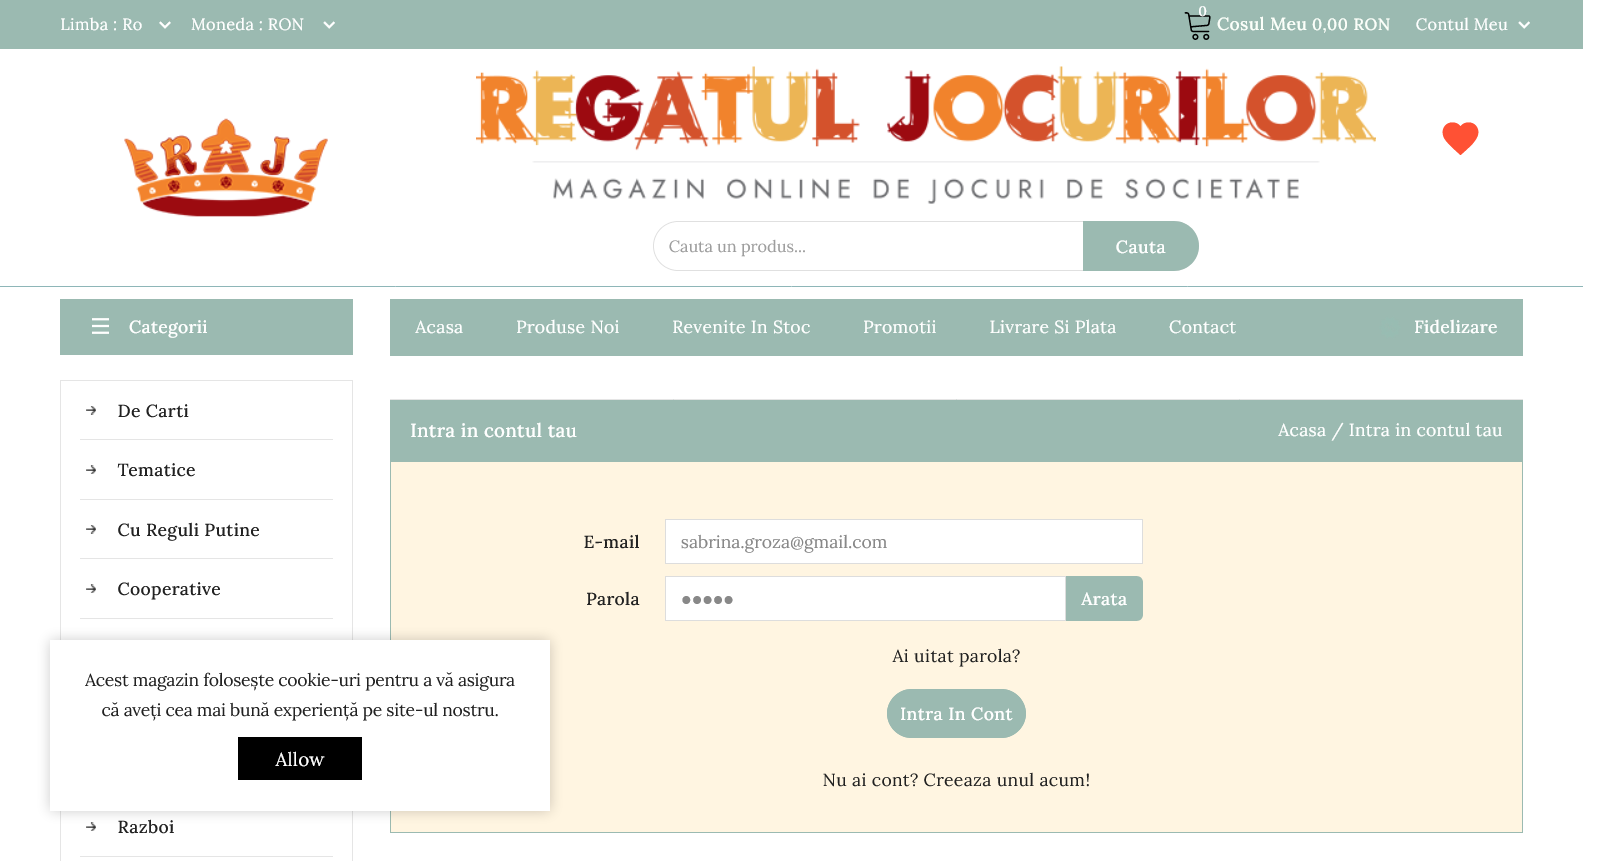 Limba : Ro
Moneda : RON
0
Cosul Meu 0,00 RON
Contul Meu
RAJ
REGATUL JOCURILOR
MAGAZIN ONLINE DE JOCURI DE SOCIETATE
Cauta un produs...
Cauta
Categorii
Acasa
Produse Noi
Revenite In Stoc
Promotii
Livrare Si Plata
Contact
Fidelizare
De Carti
Tematice
Cu Reguli Putine
Cooperative
Intra in contul tau
Acasa / Intra in contul tau
E-mail
sabrina.groza@gmail.com
Parola
●●●●●
Arata
Ai uitat parola?
Intra In Cont
Nu ai cont? Creeaza unul acum!
Acest magazin folosește cookie-uri pentru a vă asigura
că aveți cea mai bună experiență pe site-ul nostru.
Allow
Razboi